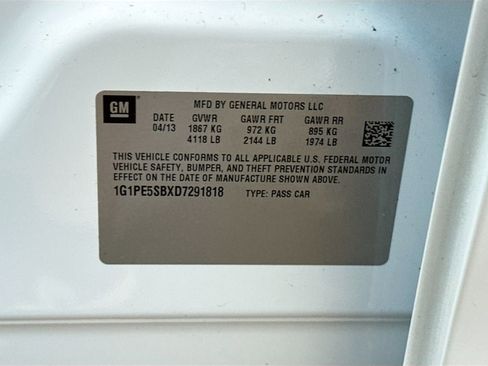 GM
MFD BY GENERAL MOTORS LLC
DATE GVWR GAWR FRT GAWR RR
04/13 1867 KG 972 KG 895 KG
4118 LB 2144 LB 1974 LB
THIS VEHICLE CONFORMS TO ALL APPLICABLE U.S. FEDERAL MOTOR
VEHICLE SAFETY, BUMPER, AND THEFT PREVENTION STANDARDS IN
EFFECT ON THE DATE OF MANUFACTURE SHOWN ABOVE.
1G1PE5SBXD7291818 TYPE: PASS CAR